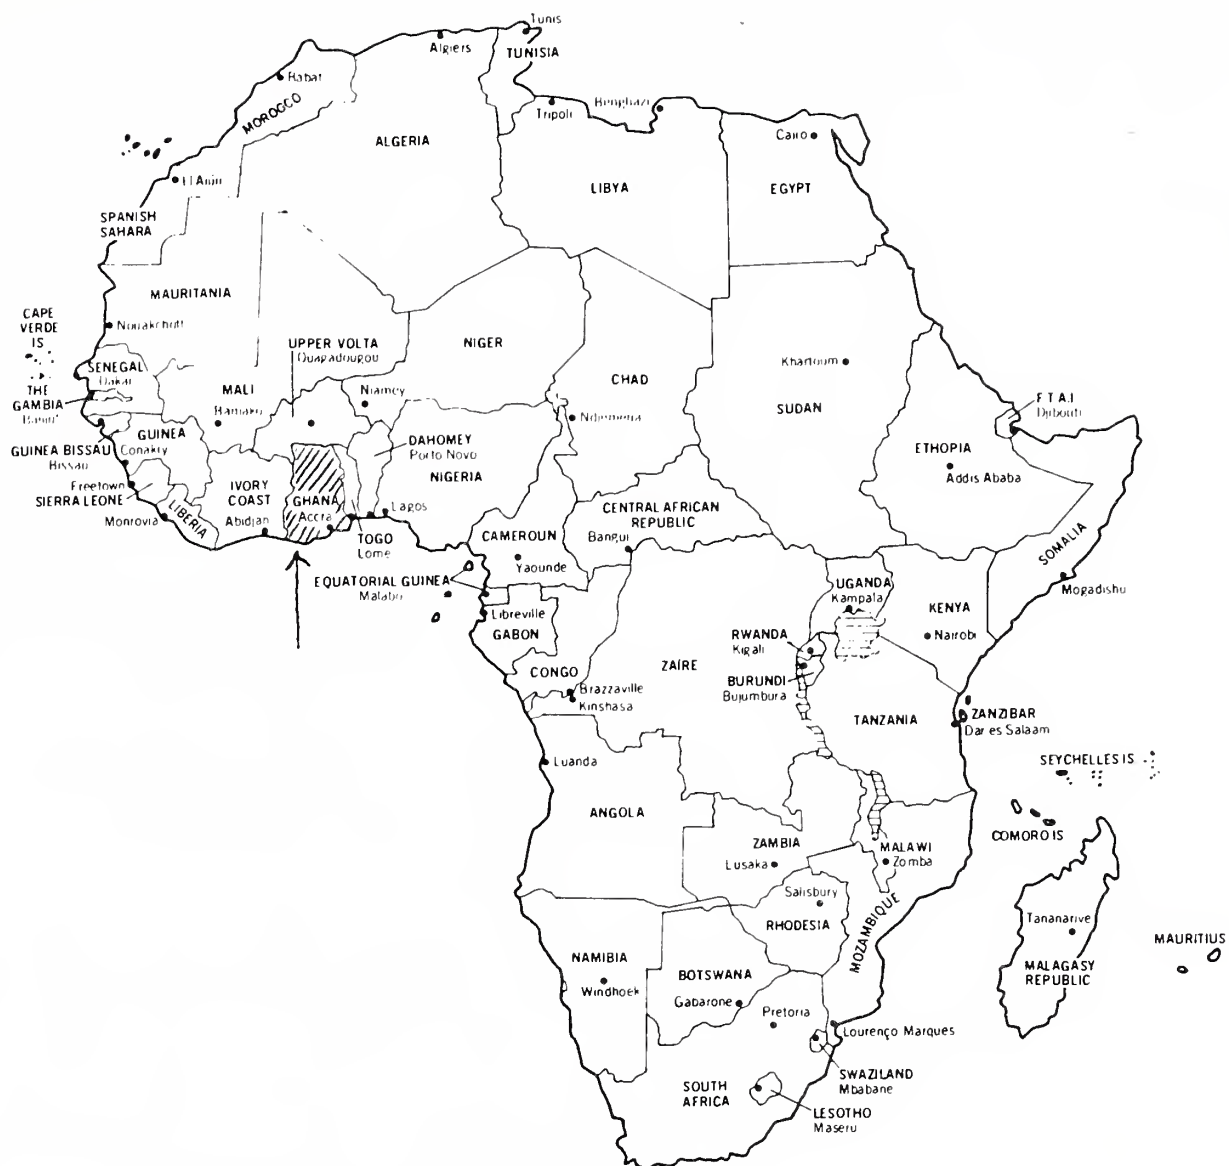 Tunis
Algiers
TUNISIA
Rabat
MOROCCO
Tripoli
Benghazi
Cairo
ALGERIA
LIBYA
EGYPT
El Aiún
SPANISH
SAHARA
MAURITANIA
CAPE
VERDE
IS
Nouakchott
UPPER VOLTA
Ouagadougou
NIGER
CHAD
Khartoum
SUDAN
SENEGAL
Dakar
THE
GAMBIA
MALI
Bamako
Niamey
Ndjemena
F T A I
Djibouti
GUINEA BISSAU
Bissau
GUINEA
Conakry
DAHOMEY
Porto Novo
NIGERIA
ETHOPIA
Addis Ababa
Freetown
SIERRA LEONE
LIBERIA
Monrovia
IVORY
COAST
Abidjan
GHANA
Accra
Lagos
TOGO
Lome
CENTRAL AFRICAN
REPUBLIC
Bangui
CAMEROUN
Yaounde
SOMALIA
Mogadishu
EQUATORIAL GUINEA
Malabo
Libreville
GABON
UGANDA
Kampala
KENYA
Nairobi
RWANDA
Kigali
BURUNDI
Bujumbura
ZAÍRE
CONGO
Brazzaville
Kinshasa
TANZANIA
ZANZIBAR
Dar es Salaam
SEYCHELLES IS
Luanda
ANGOLA
ZAMBIA
Lusaka
MALAWI
Zomba
COMORO IS
Salisbury
RHODESIA
MOZAMBIQUE
Tananarive
MALAGASY
REPUBLIC
MAURITIUS
NAMIBIA
Windhoek
BOTSWANA
Gabarone
Pretoria
Lourenço Marques
SWAZILAND
Mbabane
SOUTH
AFRICA
LESOTHO
Maseru